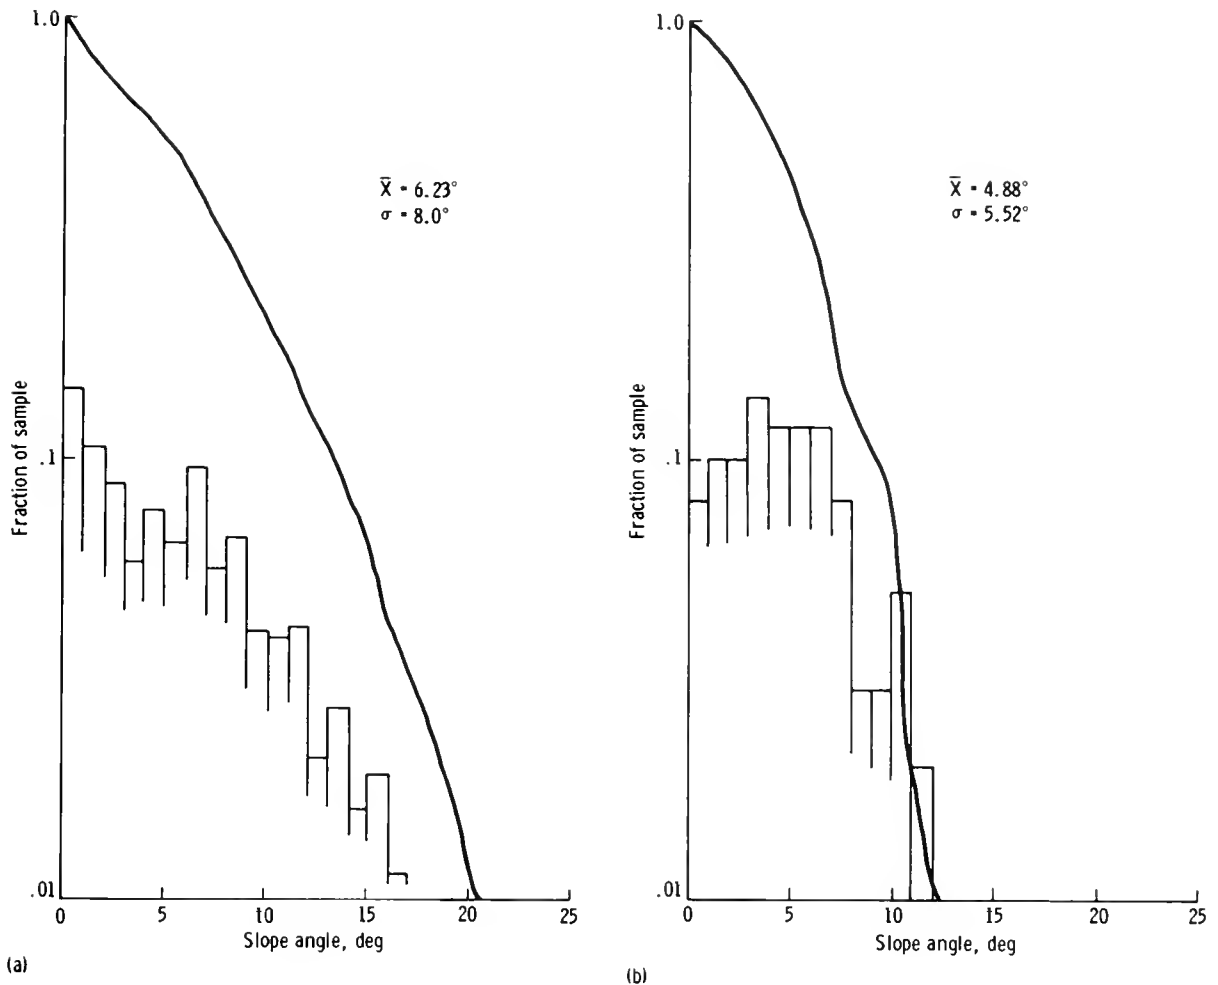 1.0
X̄ = 6.23°
σ = 8.0°
Fraction of sample
.1
.01
0 5 10 15 20 25
Slope angle, deg
(a)
1.0
X̄ = 4.88°
σ = 5.52°
Fraction of sample
.1
.01
0 5 10 15 20 25
Slope angle, deg
(b)